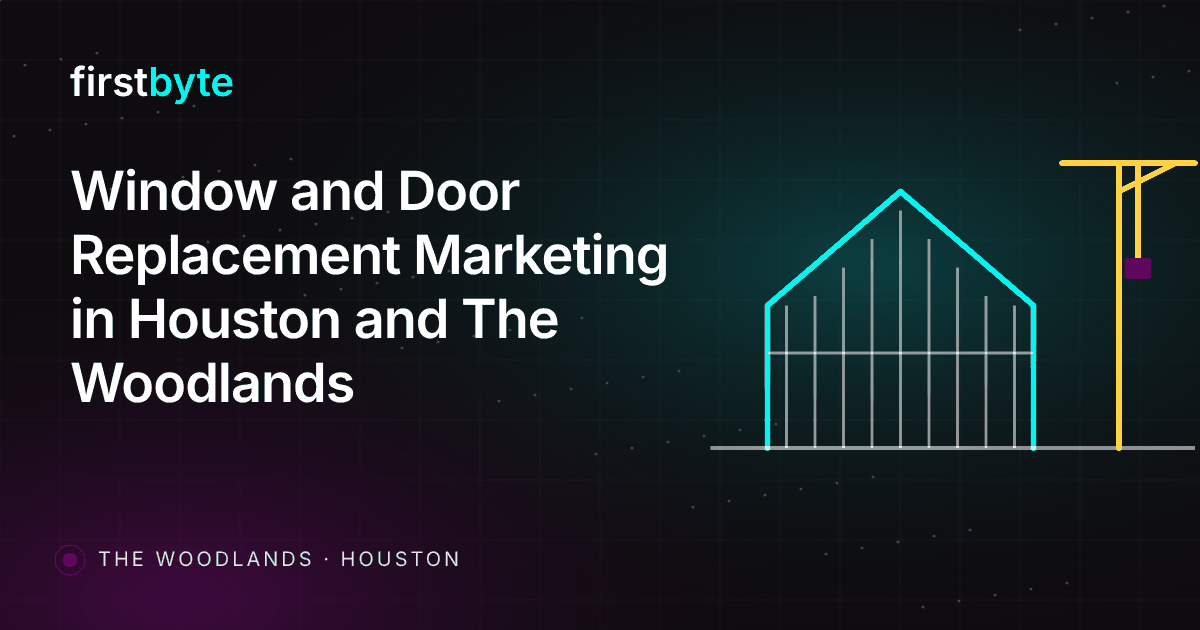 firstbyte
Window and Door
Replacement Marketing
in Houston and The
Woodlands
THE WOODLANDS · HOUSTON